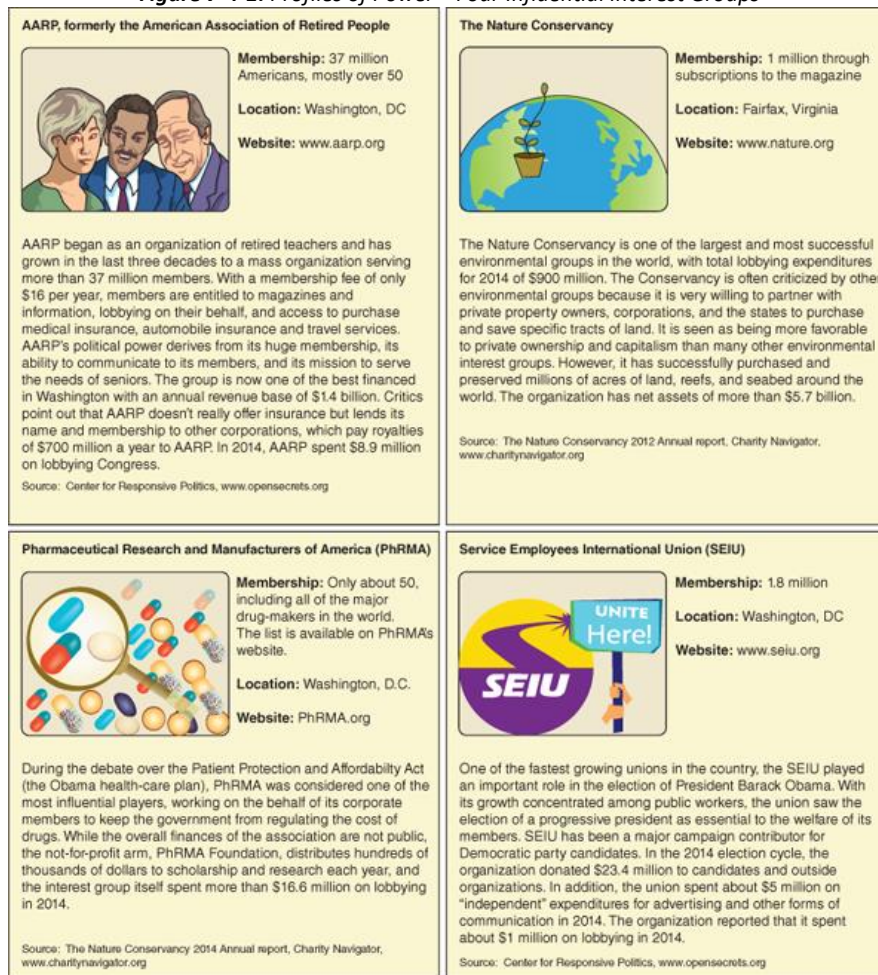 AARP, formerly the American Association of Retired People
Membership: 37 million
Americans, mostly over 50
Location: Washington, DC
Website: www.aarp.org
AARP began as an organization of retired teachers and has
grown in the last three decades to a mass organization serving
more than 37 million members. With a membership fee of only
$16 per year, members are entitled to magazines and
information, lobbying on their behalf, and access to purchase
medical insurance, automobile insurance and travel services.
AARP's political power derives from its huge membership, its
ability to communicate to its members, and its mission to serve
the needs of seniors. The group is now one of the best financed
in Washington with an annual revenue base of $1.4 billion. Critics
point out that AARP doesn't really offer insurance but lends its
name and membership to other corporations, which pay royalties
of $700 million a year to AARP. In 2014, AARP spent $8.9 million
on lobbying Congress.
Source: Center for Responsive Politics, www.opensecrets.org
The Nature Conservancy
Membership: 1 million through
subscriptions to the magazine
Location: Fairfax, Virginia
Website: www.nature.org
The Nature Conservancy is one of the largest and most successful
environmental groups in the world, with total lobbying expenditures
for 2014 of $900 million. The Conservancy is often criticized by other
environmental groups because it is very willing to partner with
private property owners, corporations, and the states to purchase
and save specific tracts of land. It is seen as being more favorable
to private ownership and capitalism than many other environmental
interest groups. However, it has successfully purchased and
preserved millions of acres of land, reefs, and seabed around the
world. The organization has net assets of more than $5.7 billion.
Source: The Nature Conservancy 2012 Annual report, Charity Navigator,
www.charitynavigator.org
Pharmaceutical Research and Manufacturers of America (PhRMA)
Membership: Only about 50,
including all of the major
drug-makers in the world.
The list is available on PhRMA's
website.
Location: Washington, D.C.
Website: PhRMA.org
During the debate over the Patient Protection and Affordabilty Act
(the Obama health-care plan), PhRMA was considered one of the
most influential players, working on the behalf of its corporate
members to keep the government from regulating the cost of
drugs. While the overall finances of the association are not public,
the not-for-profit arm, PhRMA Foundation, distributes hundreds of
thousands of dollars to scholarship and research each year, and
the interest group itself spent more than $16.6 million on lobbying
in 2014.
Source: The Nature Conservancy 2014 Annual report, Charity Navigator,
www.charitynavigator.org
Service Employees International Union (SEIU)
SEIU
UNITE
Here!
Membership: 1.8 million
Location: Washington, DC
Website: www.seiu.org
One of the fastest growing unions in the country, the SEIU played
an important role in the election of President Barack Obama. With
its growth concentrated among public workers, the union saw the
election of a progressive president as essential to the welfare of its
members. SEIU has been a major campaign contributor for
Democratic party candidates. In the 2014 election cycle, the
organization donated $23.4 million to candidates and outside
organizations. In addition, the union spent about $5 million on
"independent" expenditures for advertising and other forms of
communication in 2014. The organization reported that it spent
about $1 million on lobbying in 2014.
Source: Center for Responsive Politics, www.opensecrets.org